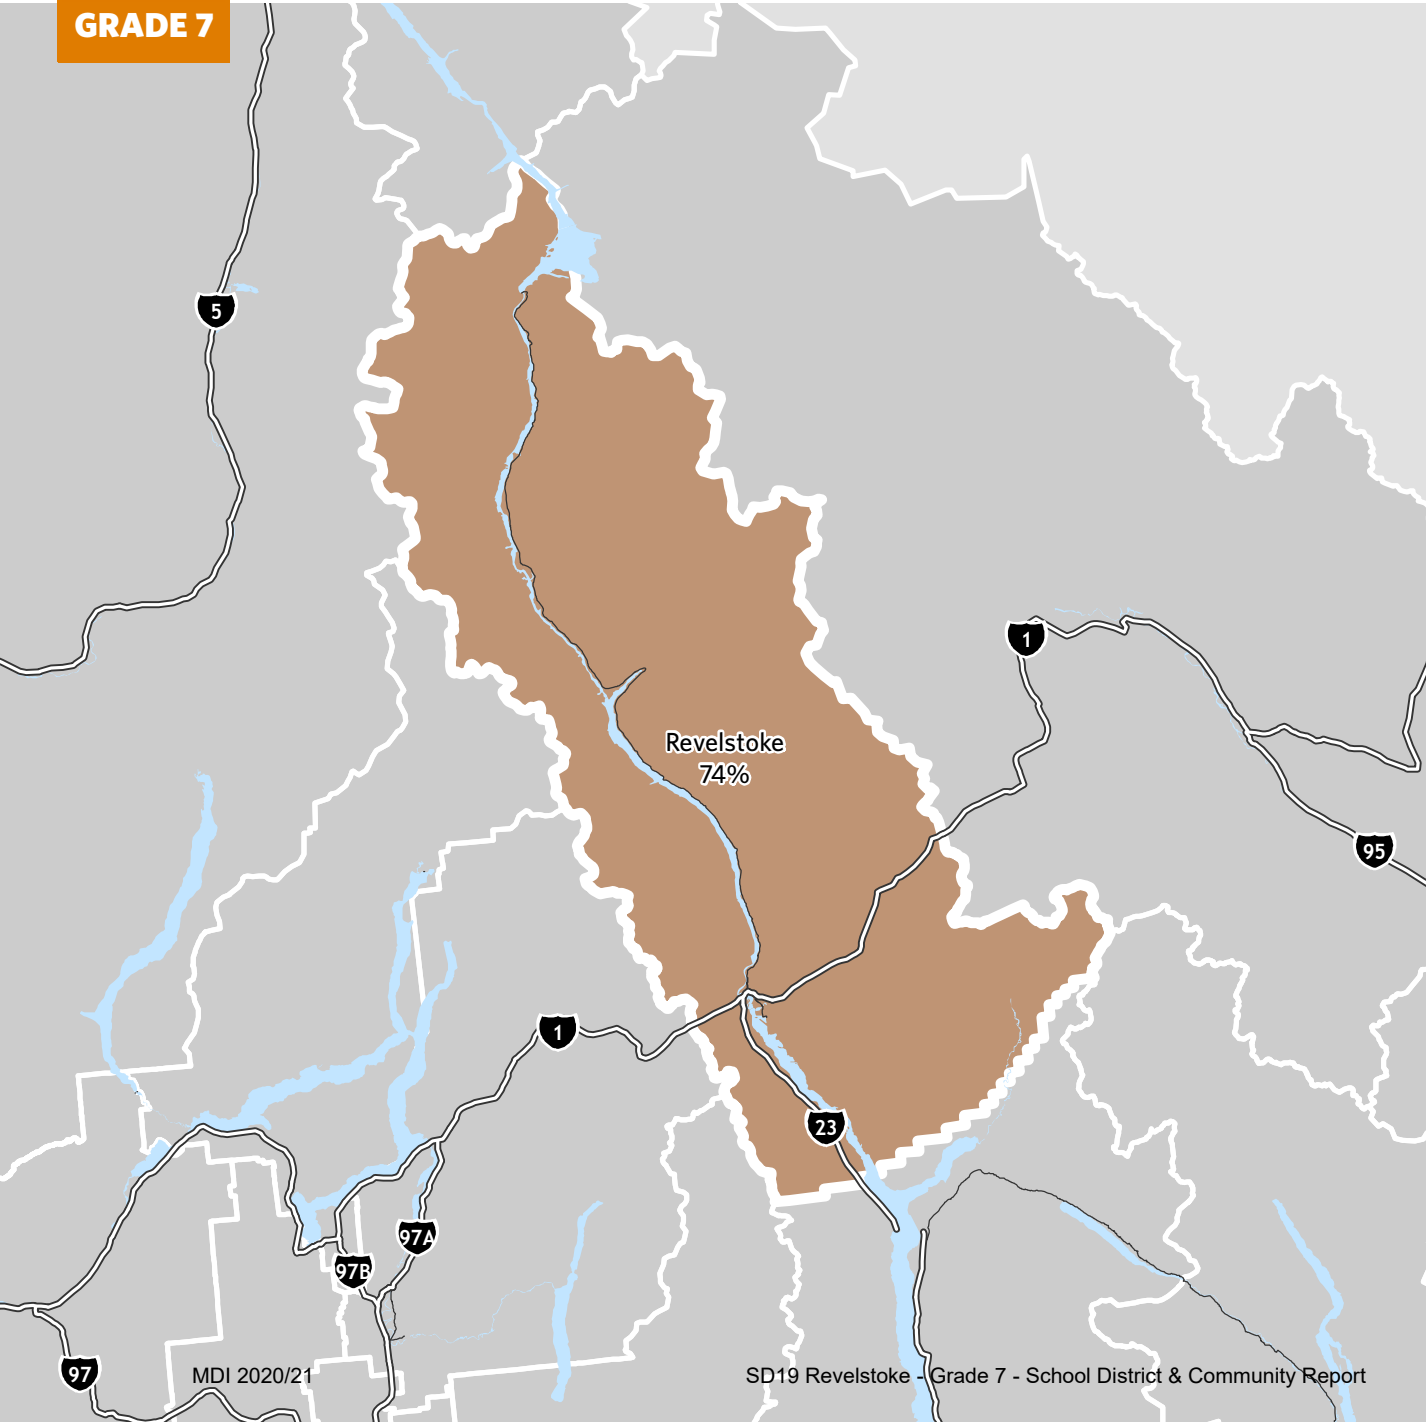 GRADE 7
5
1
Revelstoke
74%
95
1
23
97A
97B
97
MDI 2020/21
SD19 Revelstoke - Grade 7 - School District & Community Report